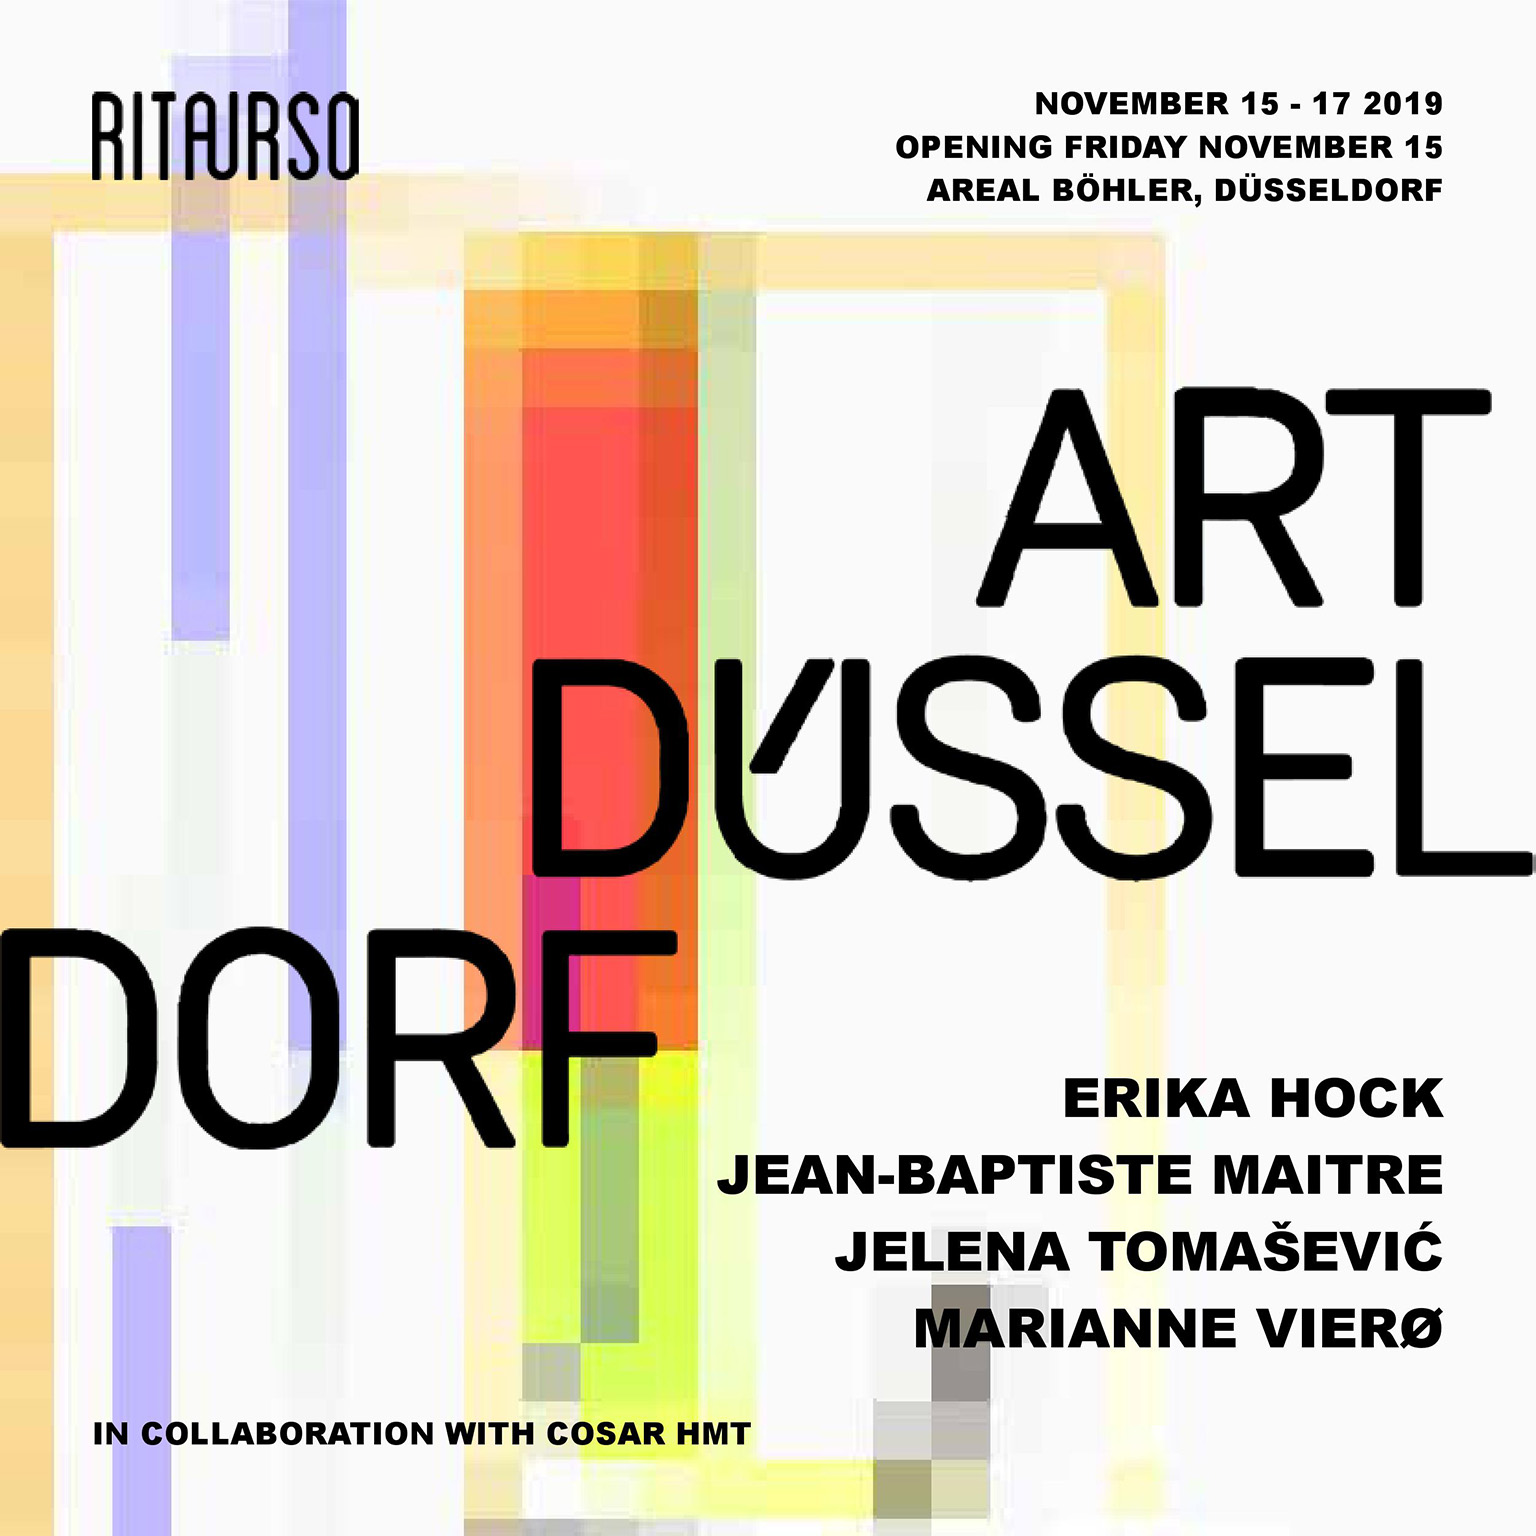 RITAURSO
NOVEMBER 15 - 17 2019
OPENING FRIDAY NOVEMBER 15
AREAL BÖHLER, DÜSSELDORF
ART
DÜSSEL
DORF
ERIKA HOCK
JEAN-BAPTISTE MAITRE
JELENA TOMAŠEVIĆ
MARIANNE VIERØ
IN COLLABORATION WITH COSAR HMT